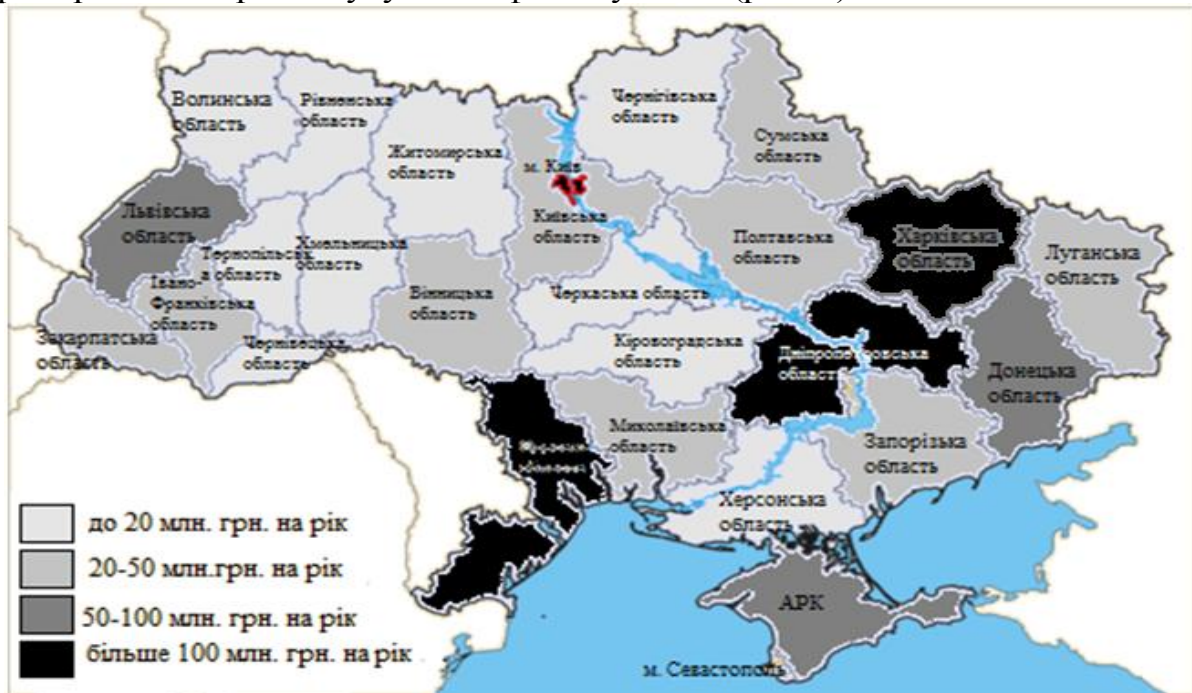 Волинська
область
Рівненська
область
Житомирська
область
Чернігівська
область
Сумська
область
м. Київ
Київська
область
Львівська
область
Тернопільськ
а область
Хмельницька
область
Вінницька
область
Івано-
Франківська
область
Закарпатська
область
Чернівецька
область
Черкаська область
Полтавська
область
Харківська
область
Луганська
область
Кіровоградська
область
Дніпропетровська
область
Донецька
область
Миколаївська
область
Запорізька
область
Херсонська
область
АРК
м. Севастополь
до 20 млн. грн. на рік
20-50 млн.грн. на рік
50-100 млн. грн. на рік
більше 100 млн. грн. на рік